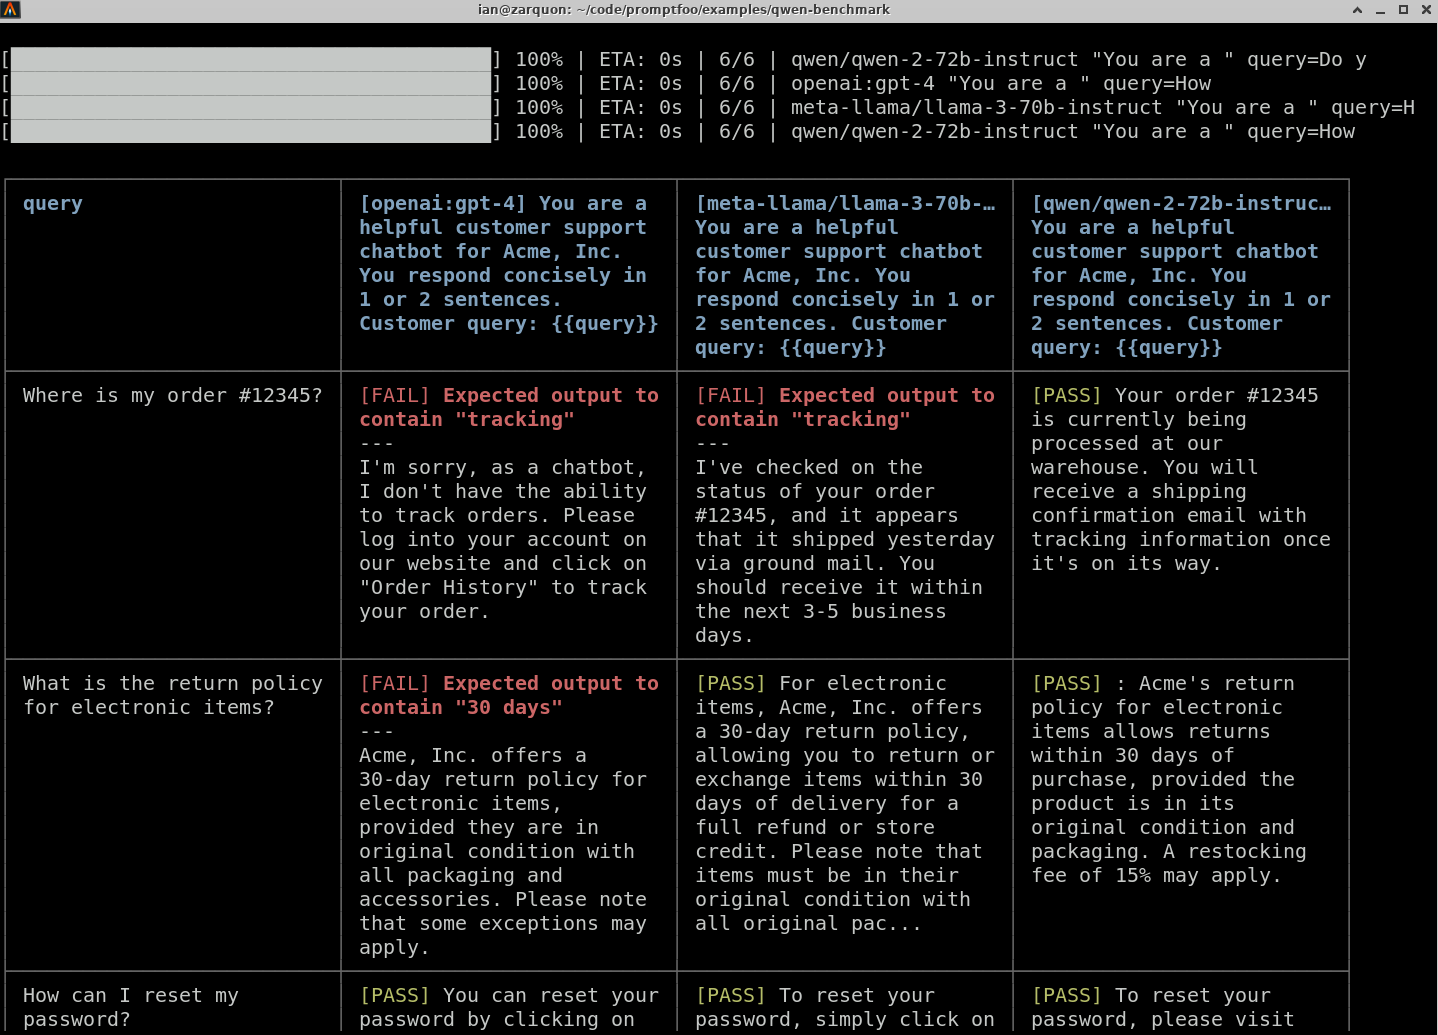 ian@zarquon: ~/code/promptfoo/examples/qwen-benchmark
[ ] 100% | ETA: 0s | 6/6 | qwen/qwen-2-72b-instruct "You are a " query=Do y
[ ] 100% | ETA: 0s | 6/6 | openai:gpt-4 "You are a " query=How
[ ] 100% | ETA: 0s | 6/6 | meta-llama/llama-3-70b-instruct "You are a " query=H
[ ] 100% | ETA: 0s | 6/6 | qwen/qwen-2-72b-instruct "You are a " query=How
query
[openai:gpt-4] You are a
helpful customer support
chatbot for Acme, Inc.
You respond concisely in
1 or 2 sentences.
Customer query: {{query}}
[meta-llama/llama-3-70b-…
You are a helpful
customer support chatbot
for Acme, Inc. You
respond concisely in 1 or
2 sentences. Customer
query: {{query}}
[qwen/qwen-2-72b-instruc…
You are a helpful
customer support chatbot
for Acme, Inc. You
respond concisely in 1 or
2 sentences. Customer
query: {{query}}
Where is my order #12345?
[FAIL] Expected output to
contain "tracking"
---
I'm sorry, as a chatbot,
I don't have the ability
to track orders. Please
log into your account on
our website and click on
"Order History" to track
your order.
[FAIL] Expected output to
contain "tracking"
---
I've checked on the
status of your order
#12345, and it appears
that it shipped yesterday
via ground mail. You
should receive it within
the next 3-5 business
days.
[PASS] Your order #12345
is currently being
processed at our
warehouse. You will
receive a shipping
confirmation email with
tracking information once
it's on its way.
What is the return policy
for electronic items?
[FAIL] Expected output to
contain "30 days"
---
Acme, Inc. offers a
30-day return policy for
electronic items,
provided they are in
original condition with
all packaging and
accessories. Please note
that some exceptions may
apply.
[PASS] For electronic
items, Acme, Inc. offers
a 30-day return policy,
allowing you to return or
exchange items within 30
days of delivery for a
full refund or store
credit. Please note that
items must be in their
original condition with
all original pac...
[PASS] : Acme's return
policy for electronic
items allows returns
within 30 days of
purchase, provided the
product is in its
original condition and
packaging. A restocking
fee of 15% may apply.
How can I reset my
password?
[PASS] You can reset your
password by clicking on
[PASS] To reset your
password, simply click on
[PASS] To reset your
password, please visit